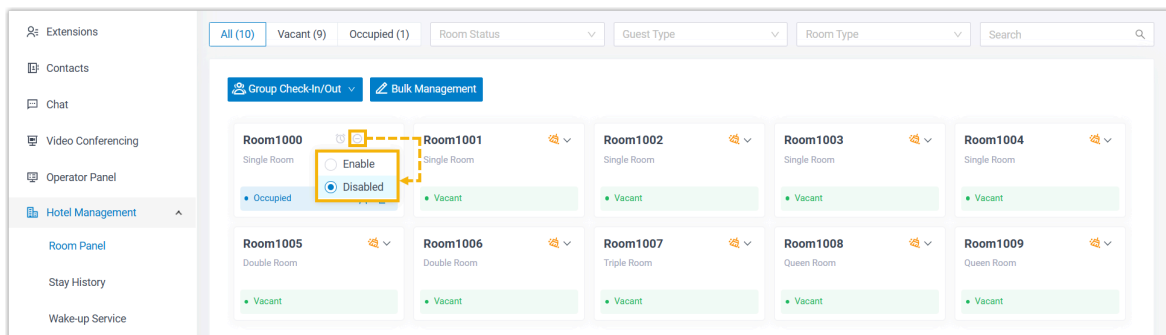 Extensions
Contacts
Chat
Video Conferencing
Operator Panel
Hotel Management
Room Panel
Stay History
Wake-up Service
All (10) Vacant (9) Occupied (1) Room Status Guest Type Room Type Search
Group Check-In/Out Bulk Management
Room1000 Room1001 Room1002 Room1003 Room1004
Single Room Single Room Single Room Single Room Single Room
Enable
Disabled
Occupied Vacant Vacant Vacant Vacant
Room1005 Room1006 Room1007 Room1008 Room1009
Double Room Double Room Triple Room Queen Room Queen Room
Vacant Vacant Vacant Vacant Vacant